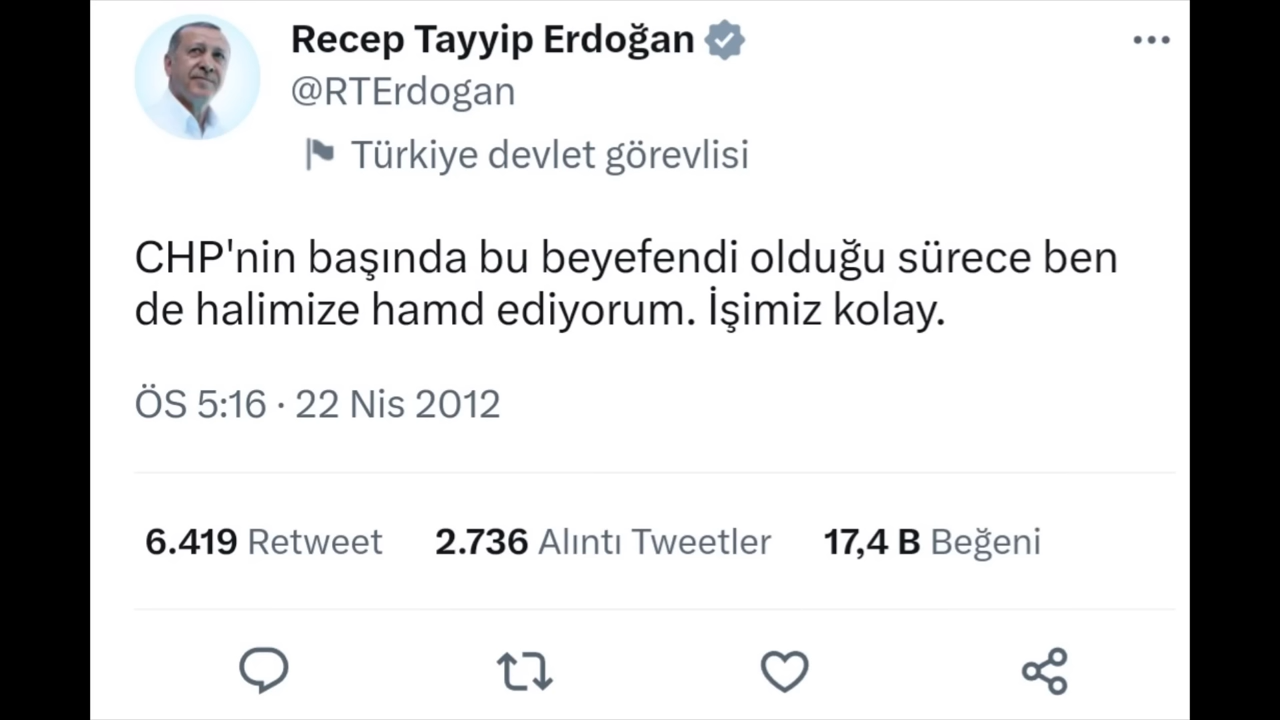 Recep Tayyip Erdoğan
@RTErdogan
Türkiye devlet görevlisi
CHP'nin başında bu beyefendi olduğu sürece ben
de halimize hamd ediyorum. İşimiz kolay.
ÖS 5:16 · 22 Nis 2012
6.419 Retweet 2.736 Alıntı Tweetler 17,4 B Beğeni